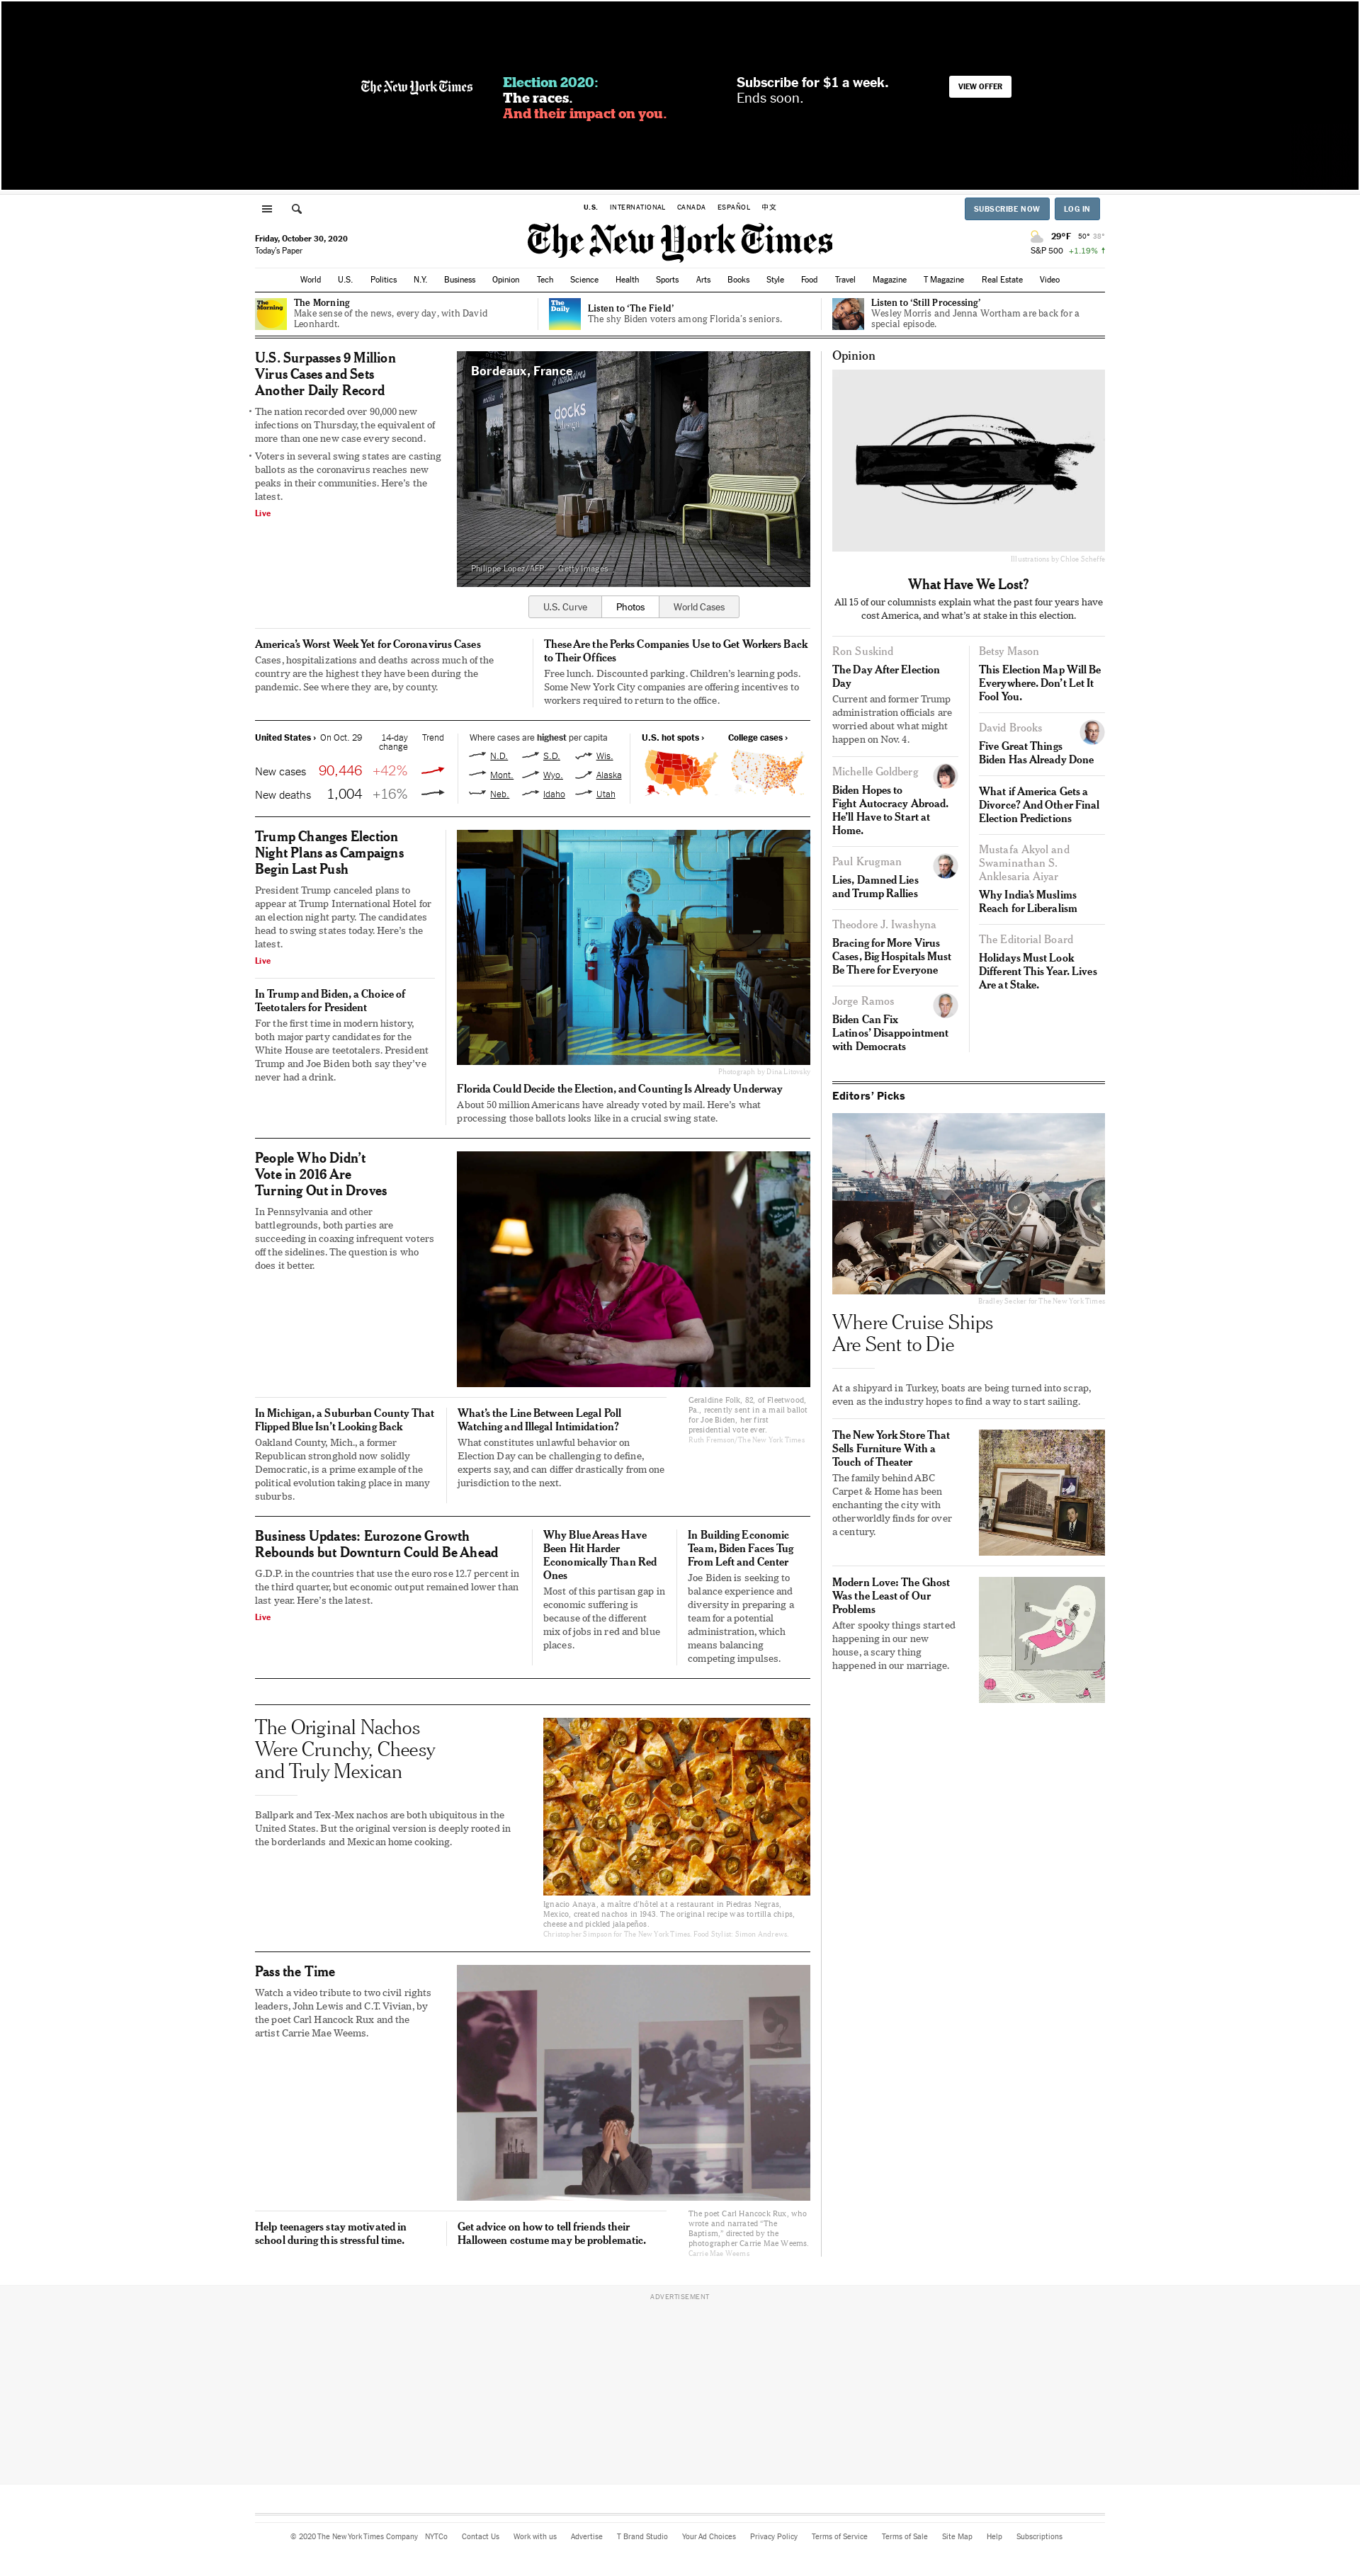 The New York Times
Election 2020:
The races.
And their impact on you.
Subscribe for $1 a week.
Ends soon.
VIEW OFFER
U.S.
INTERNATIONAL
CANADA
ESPAÑOL
中文
SUBSCRIBE NOW
LOG IN
Friday, October 30, 2020
Today's Paper
The New York Times
29°F 50° 38°
S&P 500 +1.19% ↑
World U.S. Politics N.Y. Business Opinion Tech Science Health Sports Arts Books Style Food Travel Magazine T Magazine Real Estate Video
The Morning
The Morning
Make sense of the news, every day, with David
Leonhardt.
The Daily
Listen to ‘The Field’
The shy Biden voters among Florida's seniors.
Listen to ‘Still Processing’
Wesley Morris and Jenna Wortham are back for a
special episode.
U.S. Surpasses 9 Million
Virus Cases and Sets
Another Daily Record
• The nation recorded over 90,000 new
infections on Thursday, the equivalent of
more than one new case every second.
• Voters in several swing states are casting
ballots as the coronavirus reaches new
peaks in their communities. Here's the
latest.
Live
Bordeaux, France
docks
Philippe Lopez/AFP — Getty Images
U.S. Curve
Photos
World Cases
America's Worst Week Yet for Coronavirus Cases
Cases, hospitalizations and deaths across much of the
country are the highest they have been during the
pandemic. See where they are, by county.
These Are the Perks Companies Use to Get Workers Back
to Their Offices
Free lunch. Discounted parking. Children's learning pods.
Some New York City companies are offering incentives to
workers required to return to the office.
United States › On Oct. 29 14-day
change Trend
New cases 90,446 +42%
New deaths 1,004 +16%
Where cases are highest per capita
N.D. S.D. Wis.
Mont. Wyo. Alaska
Neb. Idaho Utah
U.S. hot spots ›
College cases ›
Trump Changes Election
Night Plans as Campaigns
Begin Last Push
President Trump canceled plans to
appear at Trump International Hotel for
an election night party. The candidates
head to swing states today. Here's the
latest.
Live
In Trump and Biden, a Choice of
Teetotalers for President
For the first time in modern history,
both major party candidates for the
White House are teetotalers. President
Trump and Joe Biden both say they've
never had a drink.
Photograph by Dina Litovsky
Florida Could Decide the Election, and Counting Is Already Underway
About 50 million Americans have already voted by mail. Here's what
processing those ballots looks like in a crucial swing state.
People Who Didn't
Vote in 2016 Are
Turning Out in Droves
In Pennsylvania and other
battlegrounds, both parties are
succeeding in coaxing infrequent voters
off the sidelines. The question is who
does it better.
Geraldine Folk, 82, of Fleetwood,
Pa., recently sent in a mail ballot
for Joe Biden, her first
presidential vote ever.
Ruth Fremson/The New York Times
In Michigan, a Suburban County That
Flipped Blue Isn't Looking Back
Oakland County, Mich., a former
Republican stronghold now solidly
Democratic, is a prime example of the
political evolution taking place in many
suburbs.
What's the Line Between Legal Poll
Watching and Illegal Intimidation?
What constitutes unlawful behavior on
Election Day can be challenging to define,
experts say, and can differ drastically from one
jurisdiction to the next.
Business Updates: Eurozone Growth
Rebounds but Downturn Could Be Ahead
G.D.P. in the countries that use the euro rose 12.7 percent in
the third quarter, but economic output remained lower than
last year. Here's the latest.
Live
Why Blue Areas Have
Been Hit Harder
Economically Than Red
Ones
Most of this partisan gap in
economic suffering is
because of the different
mix of jobs in red and blue
places.
In Building Economic
Team, Biden Faces Tug
From Left and Center
Joe Biden is seeking to
balance experience and
diversity in preparing a
team for a potential
administration, which
means balancing
competing impulses.
The Original Nachos
Were Crunchy, Cheesy
and Truly Mexican
Ballpark and Tex-Mex nachos are both ubiquitous in the
United States. But the original version is deeply rooted in
the borderlands and Mexican home cooking.
Ignacio Anaya, a maître d'hôtel at a restaurant in Piedras Negras,
Mexico, created nachos in 1943. The original recipe was tortilla chips,
cheese and pickled jalapeños.
Christopher Simpson for The New York Times. Food Stylist: Simon Andrews.
Pass the Time
Watch a video tribute to two civil rights
leaders, John Lewis and C.T. Vivian, by
the poet Carl Hancock Rux and the
artist Carrie Mae Weems.
The poet Carl Hancock Rux, who
wrote and narrated “The
Baptism,” directed by the
photographer Carrie Mae Weems.
Carrie Mae Weems
Help teenagers stay motivated in
school during this stressful time.
Get advice on how to tell friends their
Halloween costume may be problematic.
Opinion
Illustrations by Chloe Scheffe
What Have We Lost?
All 15 of our columnists explain what the past four years have
cost America, and what's at stake in this election.
Ron Suskind
The Day After Election
Day
Current and former Trump
administration officials are
worried about what might
happen on Nov. 4.
Michelle Goldberg
Biden Hopes to
Fight Autocracy Abroad.
He'll Have to Start at
Home.
Paul Krugman
Lies, Damned Lies
and Trump Rallies
Theodore J. Iwashyna
Bracing for More Virus
Cases, Big Hospitals Must
Be There for Everyone
Jorge Ramos
Biden Can Fix
Latinos' Disappointment
with Democrats
Betsy Mason
This Election Map Will Be
Everywhere. Don't Let It
Fool You.
David Brooks
Five Great Things
Biden Has Already Done
What if America Gets a
Divorce? And Other Final
Election Predictions
Mustafa Akyol and
Swaminathan S.
Anklesaria Aiyar
Why India's Muslims
Reach for Liberalism
The Editorial Board
Holidays Must Look
Different This Year. Lives
Are at Stake.
Editors' Picks
Bradley Secker for The New York Times
Where Cruise Ships
Are Sent to Die
At a shipyard in Turkey, boats are being turned into scrap,
even as the industry hopes to find a way to start sailing.
The New York Store That
Sells Furniture With a
Touch of Theater
The family behind ABC
Carpet & Home has been
enchanting the city with
otherworldly finds for over
a century.
Modern Love: The Ghost
Was the Least of Our
Problems
After spooky things started
happening in our new
house, a scary thing
happened in our marriage.
ADVERTISEMENT
© 2020 The New York Times Company NYTCo Contact Us Work with us Advertise T Brand Studio Your Ad Choices Privacy Policy Terms of Service Terms of Sale Site Map Help Subscriptions